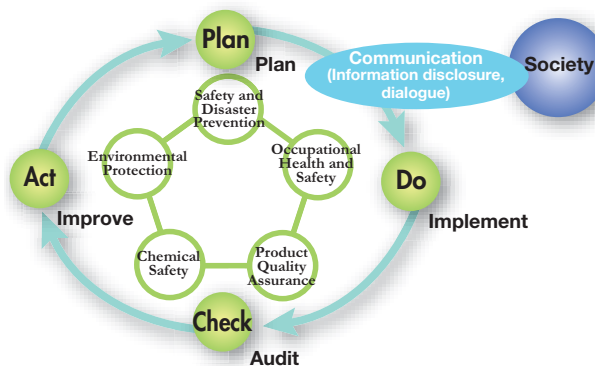 Plan
Plan
Communication
(Information disclosure,
dialogue)
Society
Safety and
Disaster
Prevention
Environmental
Protection
Occupational
Health and
Safety
Act
Improve
Do
Implement
Chemical
Safety
Product
Quality
Assurance
Check
Audit